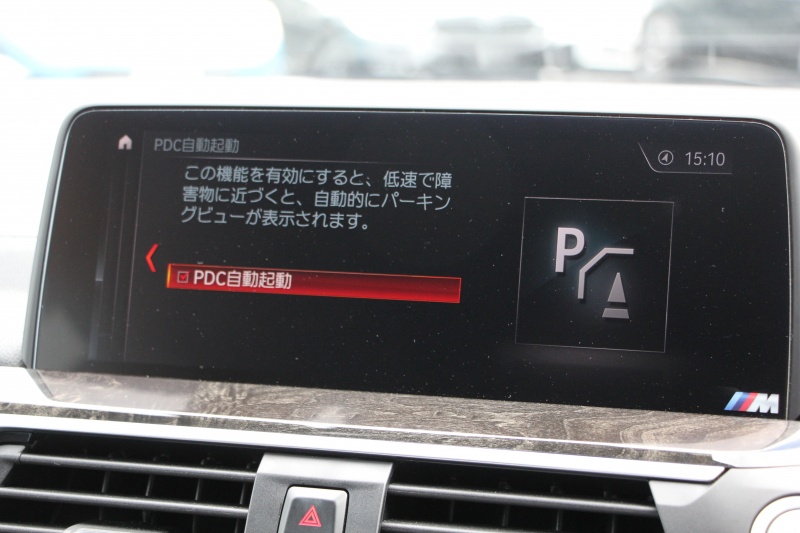 PDC自動起動
15:10
この機能を有効にすると、低速で障
害物に近づくと、自動的にパーキン
グビューが表示されます。
PDC自動起動
P
M